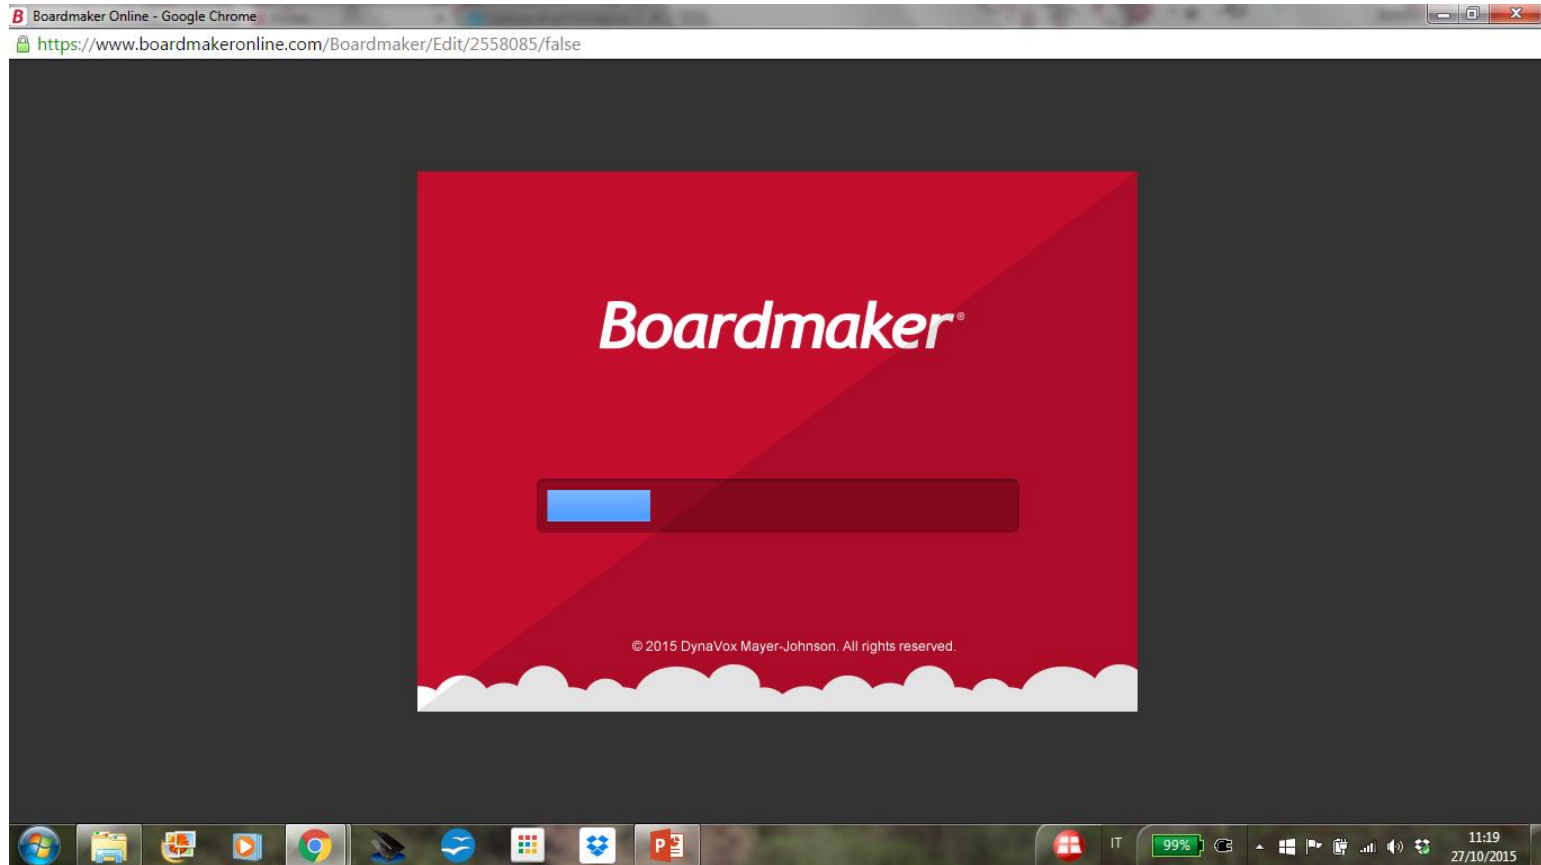 Boardmaker Online - Google Chrome
https://www.boardmakeronline.com/Boardmaker/Edit/2558085/false
Boardmaker®
© 2015 DynaVox Mayer-Johnson. All rights reserved.
IT
99%
11:19
27/10/2015